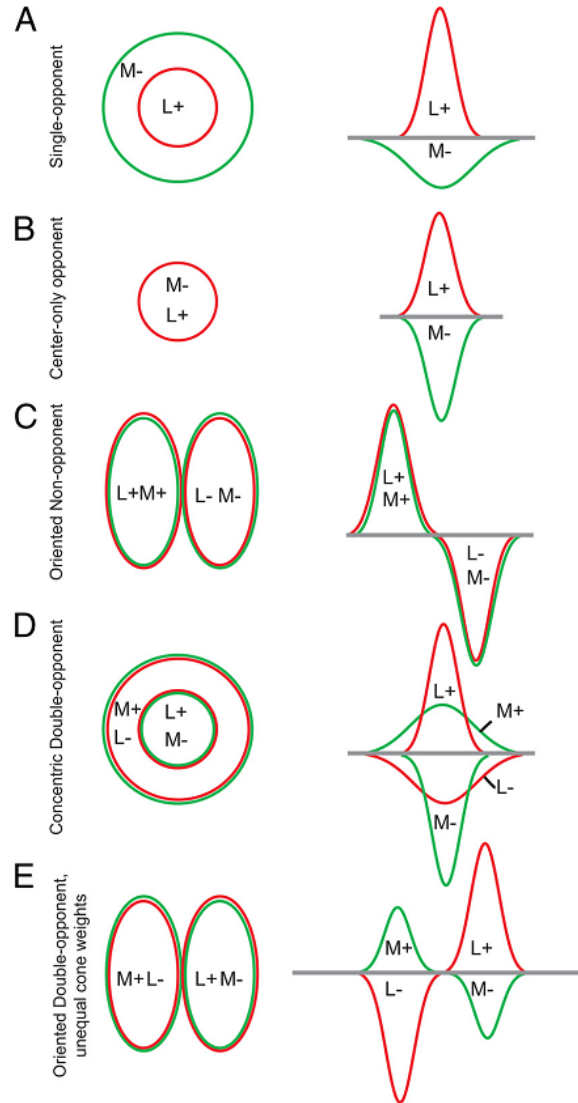 A
Single-opponent
M-
L+
L+
M-
B
Center-only opponent
M-
L+
L+
M-
C
Oriented Non-opponent
L+M+
L- M-
L+
M+
L-
M-
D
Concentric Double-opponent
M+
L-
L+
M-
L+
M+
L-
M-
E
Oriented Double-opponent,
unequal cone weights
M+L-
L+M-
M+
L-
L+
M-